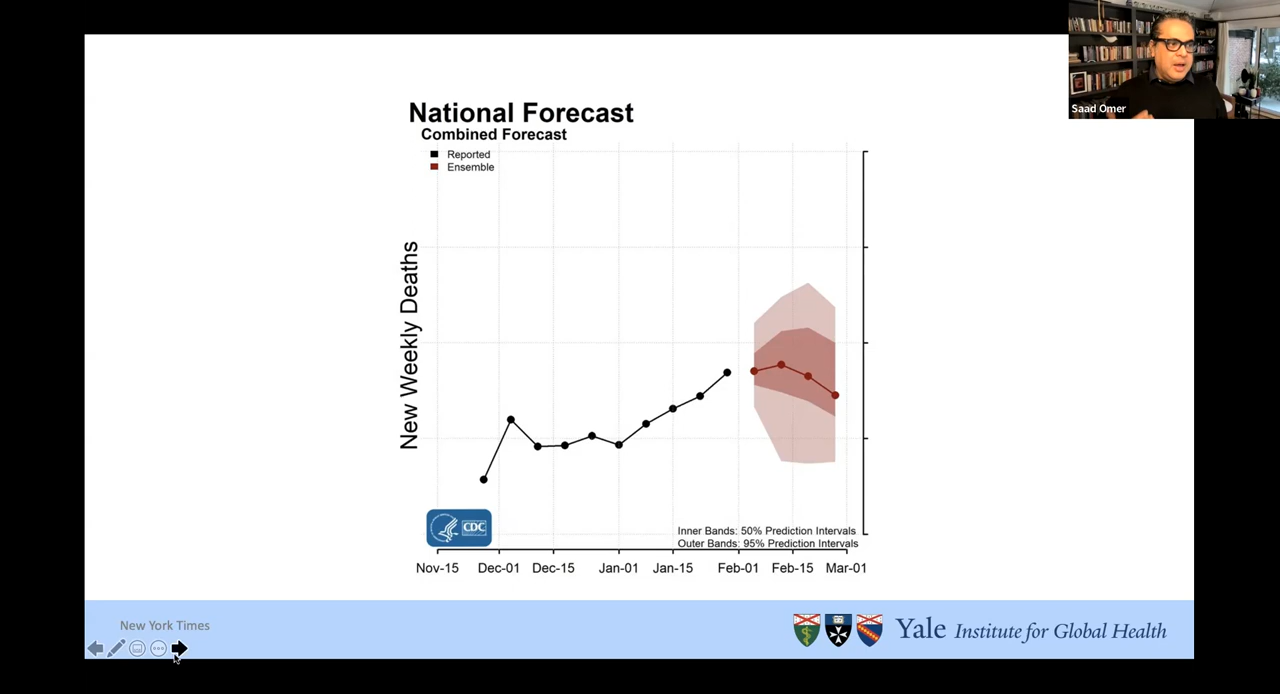 Saad Omer
National Forecast
Combined Forecast
Reported
Ensemble
New Weekly Deaths
CDC
Inner Bands: 50% Prediction Intervals
Outer Bands: 95% Prediction Intervals
Nov-15 Dec-01 Dec-15 Jan-01 Jan-15 Feb-01 Feb-15 Mar-01
New York Times
Yale Institute for Global Health